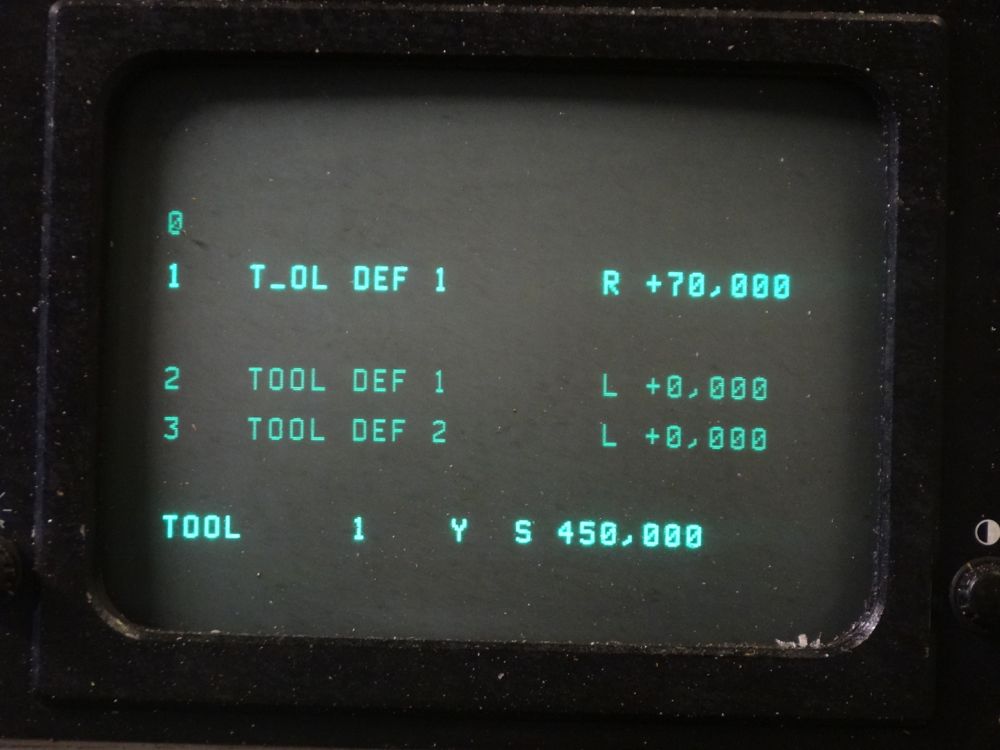 0
1 T_OL DEF 1 R +70,000
2 TOOL DEF 1 L +0,000
3 TOOL DEF 2 L +0,000
TOOL 1 Y S 450,000